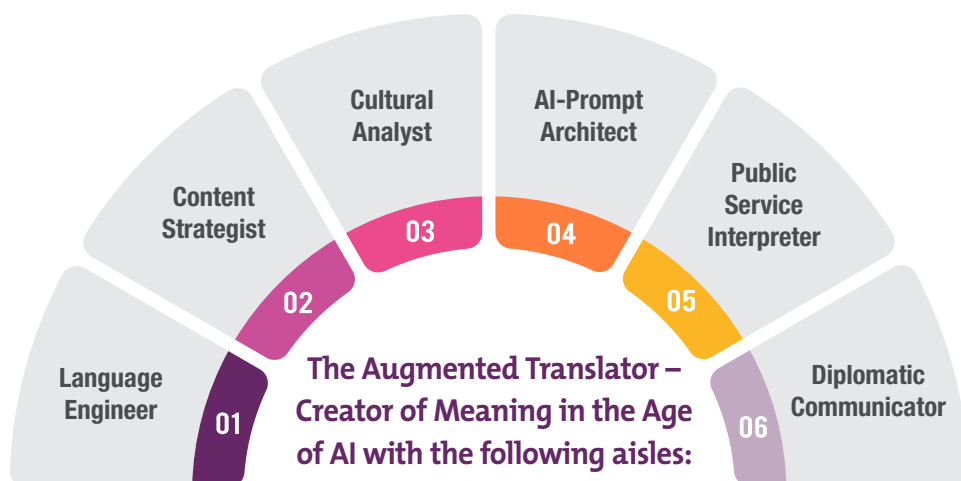 Language
Engineer
01
Content
Strategist
02
Cultural
Analyst
03
AI-Prompt
Architect
04
Public
Service
Interpreter
05
Diplomatic
Communicator
06
The Augmented Translator –
Creator of Meaning in the Age
of AI with the following aisles: